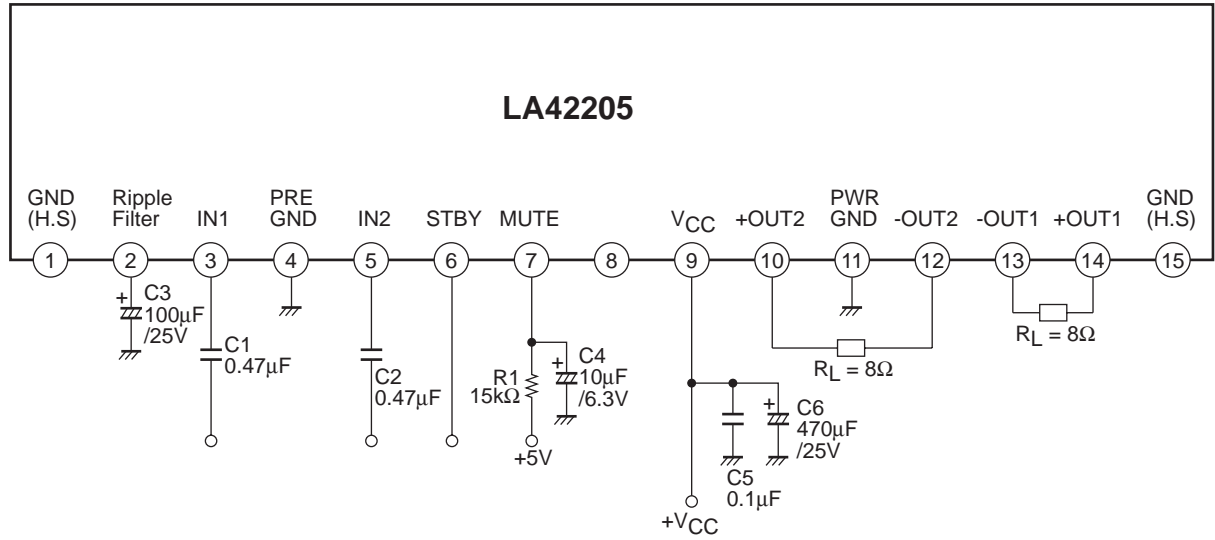 LA42205
GND
(H.S)
Ripple
Filter
IN1
PRE
GND
IN2
STBY
MUTE
VCC
+OUT2
PWR
GND
-OUT2
-OUT1
+OUT1
GND
(H.S)
1
2
3
4
5
6
7
8
9
10
11
12
13
14
15
+
C3
100μF
/25V
C1
0.47μF
C2
0.47μF
R1
15kΩ
+
C4
10μF
/6.3V
+5V
RL = 8Ω
RL = 8Ω
+
C6
470μF
/25V
C5
0.1μF
+VCC